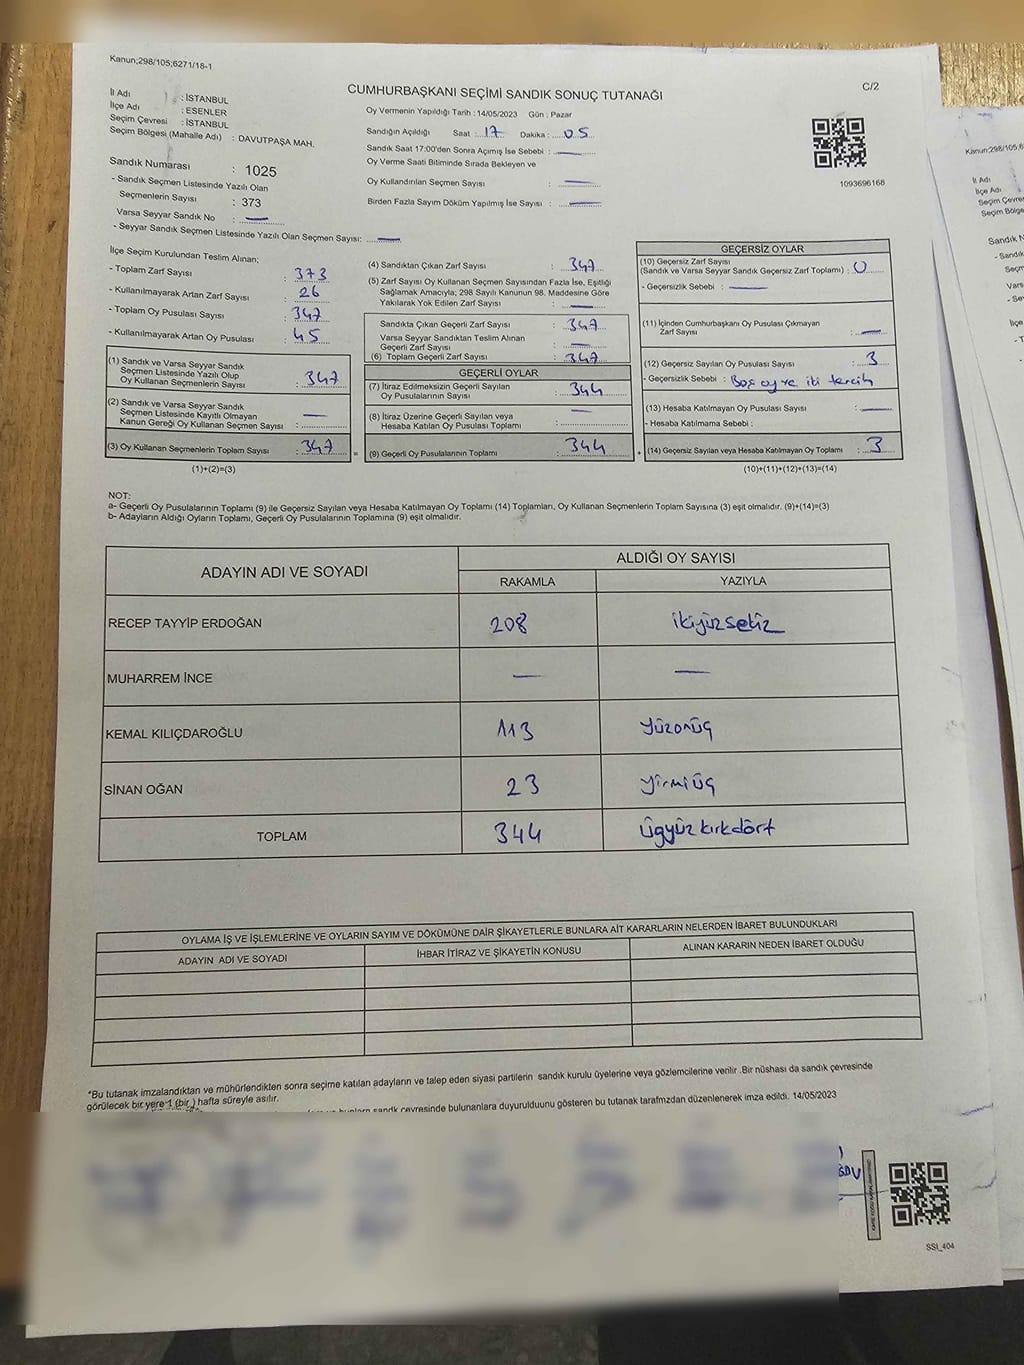 Kanun;298/105;6271/18-1
C/2
CUMHURBAŞKANI SEÇİMİ SANDIK SONUÇ TUTANAĞI
İl Adı : İSTANBUL
İlçe Adı : ESENLER
Seçim Çevresi : İSTANBUL
Seçim Bölgesi (Mahalle Adı) : DAVUTPAŞA MAH.
Sandık Numarası : 1025
- Sandık Seçmen Listesinde Yazılı Olan
Seçmenlerin Sayısı : 373
Varsa Seyyar Sandık No : —
- Seyyar Sandık Seçmen Listesinde Yazılı Olan Seçmen Sayısı: —
Oy Vermenin Yapıldığı Tarih : 14/05/2023 Gün : Pazar
Sandığın Açıldığı Saat : 17 Dakika : 05
Sandık Saat 17:00'den Sonra Açımış İse Sebebi : —
Oy Verme Saati Bitiminde Sırada Bekleyen ve
Oy Kullandırılan Seçmen Sayısı : —
Birden Fazla Sayım Döküm Yapılmış İse Sayısı : —
1093696168
İlçe Seçim Kurulundan Teslim Alınan;
- Toplam Zarf Sayısı : 373
- Kullanılmayarak Artan Zarf Sayısı : 26
- Toplam Oy Pusulası Sayısı : 347
- Kullanılmayarak Artan Oy Pusulası : 45
(1) Sandık ve Varsa Seyyar Sandık
Seçmen Listesinde Yazılı Olup
Oy Kullanan Seçmenlerin Sayısı : 347
(2) Sandık ve Varsa Seyyar Sandık
Seçmen Listesinde Kayıtlı Olmayan
Kanun Gereği Oy Kullanan Seçmen Sayısı : —
(3) Oy Kullanan Seçmenlerin Toplam Sayısı : 347
(1)+(2)=(3)
(4) Sandıktan Çıkan Zarf Sayısı : 347
(5) Zarf Sayısı Oy Kullanan Seçmen Sayısından Fazla İse, Eşitliği
Sağlamak Amacıyla; 298 Sayılı Kanunun 98. Maddesine Göre
Yakılarak Yok Edilen Zarf Sayısı : —
Sandıkta Çıkan Geçerli Zarf Sayısı : 347
Varsa Seyyar Sandıktan Teslim Alınan
Geçerli Zarf Sayısı : —
(6) Toplam Geçerli Zarf Sayısı : 347
GEÇERLİ OYLAR
(7) İtiraz Edilmeksizin Geçerli Sayılan
Oy Pusulalarının Sayısı : 344
(8) İtiraz Üzerine Geçerli Sayılan veya
Hesaba Katılan Oy Pusulası Toplamı : —
(9) Geçerli Oy Pusulalarının Toplamı : 344
GEÇERSİZ OYLAR
(10) Geçersiz Zarf Sayısı
(Sandık ve Varsa Seyyar Sandık Geçersiz Zarf Toplamı) : 0
- Geçersizlik Sebebi : —
(11) İçinden Cumhurbaşkanı Oy Pusulası Çıkmayan
Zarf Sayısı : —
(12) Geçersiz Sayılan Oy Pusulası Sayısı : 3
- Geçersizlik Sebebi : Boş oy ve iki tercih
(13) Hesaba Katılmayan Oy Pusulası Sayısı : —
- Hesaba Katılmama Sebebi :
(14) Geçersiz Sayılan veya Hesaba Katılmayan Oy Toplamı : 3
(10)+(11)+(12)+(13)=(14)
NOT:
a- Geçerli Oy Pusulalarının Toplamı (9) ile Geçersiz Sayılan veya Hesaba Katılmayan Oy Toplamı (14) Toplamları, Oy Kullanan Seçmenlerin Toplam Sayısına (3) eşit olmalıdır. (9)+(14)=(3)
b- Adayların Aldığı Oyların Toplamı, Geçerli Oy Pusulalarının Toplamına (9) eşit olmalıdır.
ADAYIN ADI VE SOYADI ALDIĞI OY SAYISI
RAKAMLA YAZIYLA
RECEP TAYYİP ERDOĞAN 208 ikiyüzsekiz
MUHARREM İNCE — —
KEMAL KILIÇDAROĞLU 113 yüzonüç
SİNAN OĞAN 23 yirmiüç
TOPLAM 344 üçyüzkırkdört
OYLAMA İŞ VE İŞLEMLERİNE VE OYLARIN SAYIM VE DÖKÜMÜNE DAİR ŞİKAYETLERLE BUNLARA AİT KARARLARIN NELERDEN İBARET BULUNDUKLARI
ADAYIN ADI VE SOYADI İHBAR İTİRAZ VE ŞİKAYETİN KONUSU ALINAN KARARIN NEDEN İBARET OLDUĞU
*Bu tutanak imzalandıktan ve mühürlendikten sonra seçime katılan adayların ve talep eden siyasi partilerin sandık kurulu üyelerine veya gözlemcilerine verilir .Bir nüshası da sandık çevresinde
görülecek bir yere 1 (bir ) hafta süreyle asılır.
sandık çevresinde bulunanlara duyurulduunu gösteren bu tutanak tarafmzdan düzenlenerek imza edildi. 14/05/2023
SSI_404
Kanun;298/105;6
İl Adı
İlçe Adı
Seçim Çevre
Seçim Bölge
Sandık N